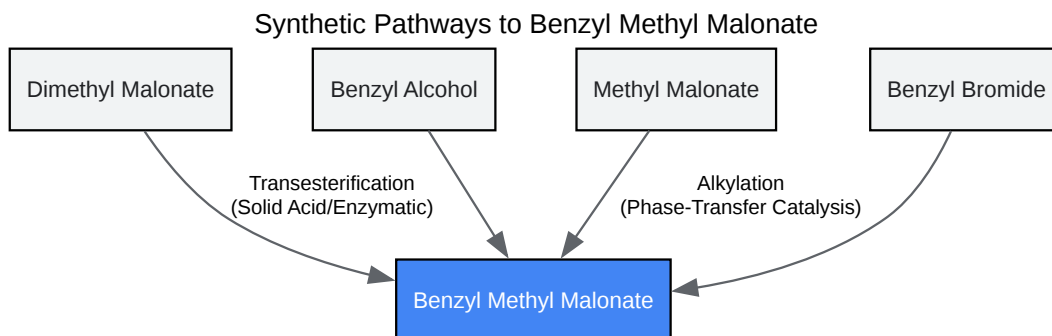 Synthetic Pathways to Benzyl Methyl Malonate
Dimethyl Malonate
Benzyl Alcohol
Methyl Malonate
Benzyl Bromide
Transesterification
(Solid Acid/Enzymatic)
Alkylation
(Phase-Transfer Catalysis)
Benzyl Methyl Malonate